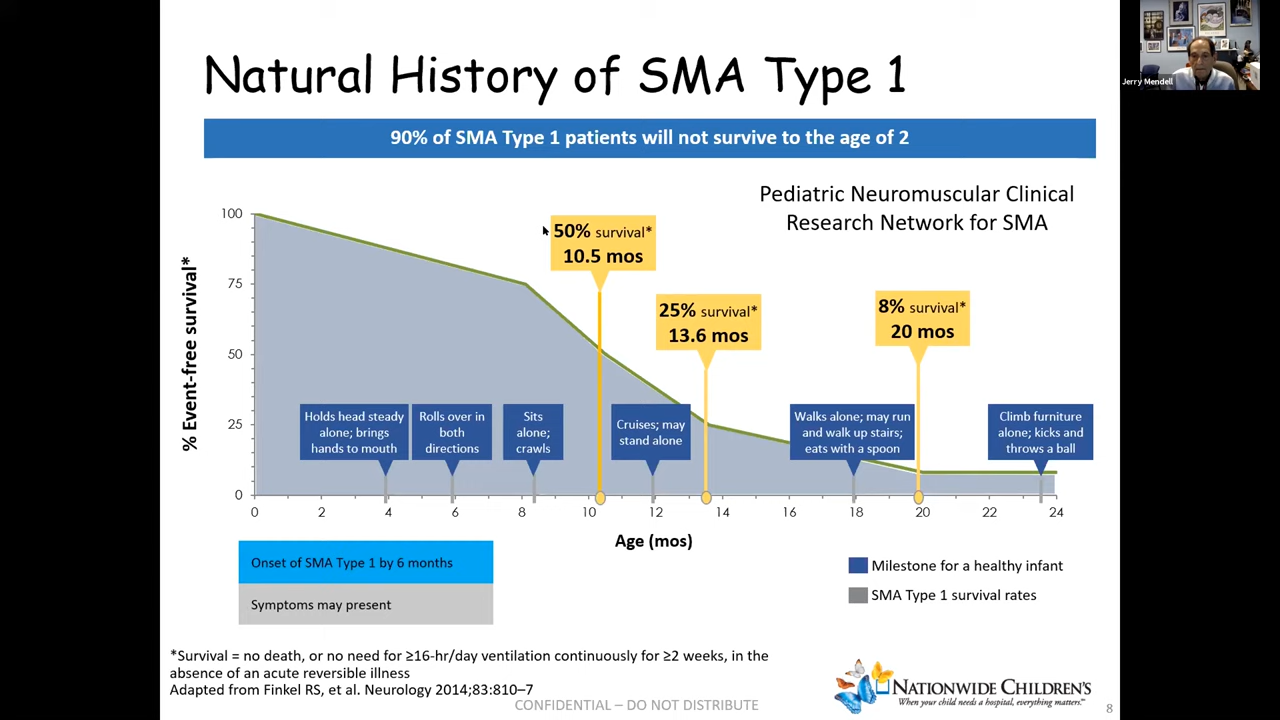 Natural History of SMA Type 1
Jerry Mendell
90% of SMA Type 1 patients will not survive to the age of 2
Pediatric Neuromuscular Clinical
Research Network for SMA
% Event-free survival*
100
75
50
25
0
50% survival*
10.5 mos
25% survival*
13.6 mos
8% survival*
20 mos
Holds head steady
alone; brings
hands to mouth
Rolls over in
both
directions
Sits
alone;
crawls
Cruises; may
stand alone
Walks alone; may run
and walk up stairs;
eats with a spoon
Climb furniture
alone; kicks and
throws a ball
0 2 4 6 8 10 12 14 16 18 20 22 24
Age (mos)
Onset of SMA Type 1 by 6 months
Symptoms may present
Milestone for a healthy infant
SMA Type 1 survival rates
*Survival = no death, or no need for ≥16-hr/day ventilation continuously for ≥2 weeks, in the
absence of an acute reversible illness
Adapted from Finkel RS, et al. Neurology 2014;83:810–7
CONFIDENTIAL – DO NOT DISTRIBUTE
NATIONWIDE CHILDREN'S
When your child needs a hospital, everything matters.™
8